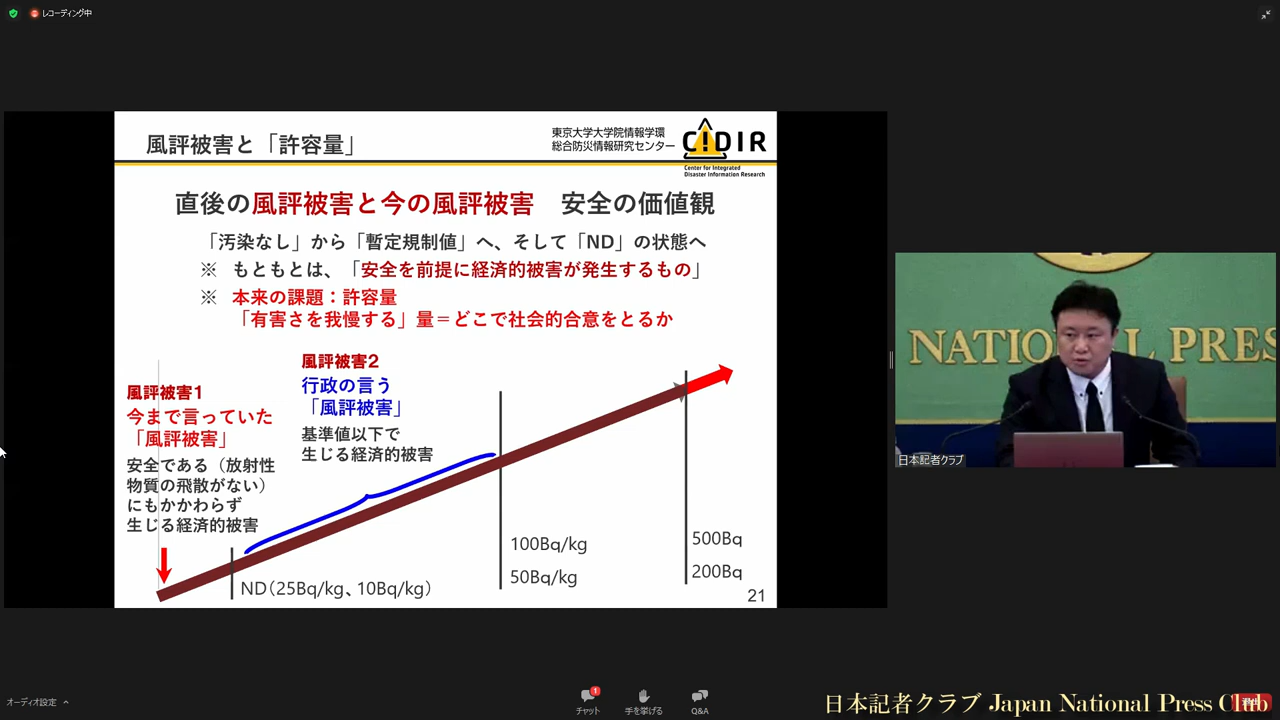 レコーディング中
風評被害と「許容量」
東京大学大学院情報学環
総合防災情報研究センター
CIDIR
Center for Integrated
Disaster Information Research
直後の風評被害と今の風評被害 安全の価値観
「汚染なし」から「暫定規制値」へ、そして「ND」の状態へ
※ もともとは、「安全を前提に経済的被害が発生するもの」
※ 本来の課題：許容量
「有害さを我慢する」量＝どこで社会的合意をとるか
風評被害1
今まで言っていた
「風評被害」
安全である（放射性
物質の飛散がない）
にもかかわらず
生じる経済的被害
風評被害2
行政の言う
「風評被害」
基準値以下で
生じる経済的被害
ND（25Bq/kg、10Bq/kg）
100Bq/kg
50Bq/kg
500Bq
200Bq
21
NATIONAL PRES
日本記者クラブ
オーディオ設定
1
チャット
手を挙げる
Q&A
日本記者クラブ Japan National Press Club